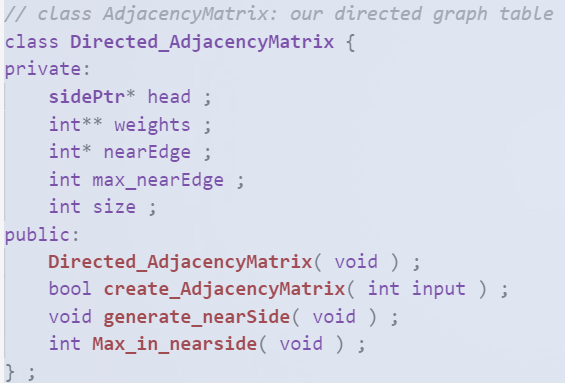 // class AdjacencyMatrix: our directed graph table
class Directed_AdjacencyMatrix {
private:
    sidePtr* head ;
    int** weights ;
    int* nearEdge ;
    int max_nearEdge ;
    int size ;
public:
    Directed_AdjacencyMatrix( void ) ;
    bool create_AdjacencyMatrix( int input ) ;
    void generate_nearSide( void ) ;
    int Max_in_nearside( void ) ;
} ;